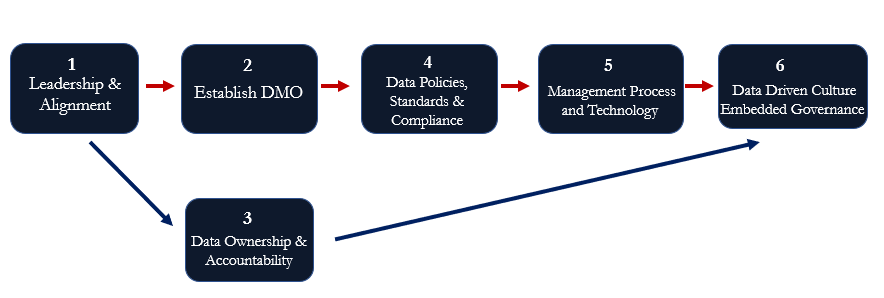 1
Leadership &
Alignment
2
Establish DMO
4
Data Policies,
Standards &
Compliance
5
Management Process
and Technology
6
Data Driven Culture
Embedded Governance
3
Data Ownership &
Accountability